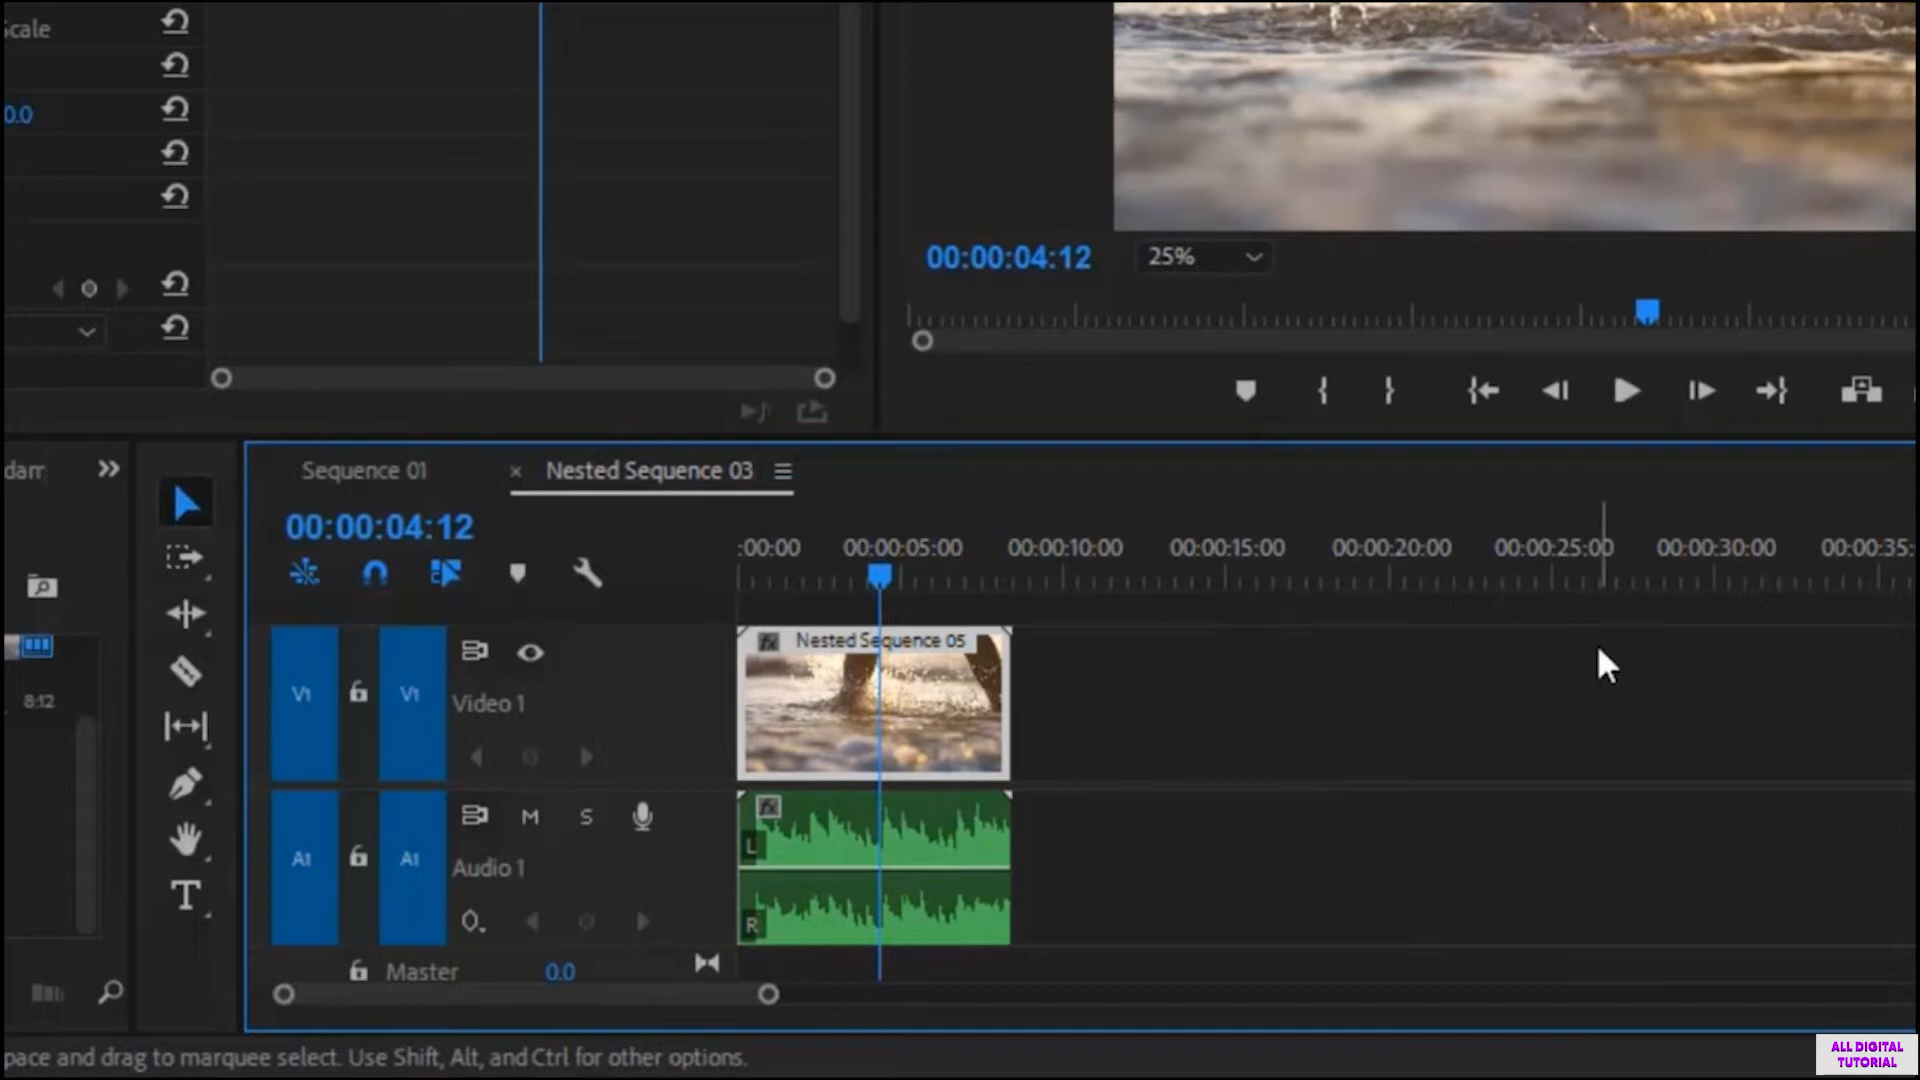 Scale
0.0
00:00:04:12
25%
Sequence 01
× Nested Sequence 03
00:00:04:12
:00:00
00:00:05:00
00:00:10:00
00:00:15:00
00:00:20:00
00:00:25:00
00:00:30:00
00:00:35:
8:12
fx Nested Sequence 05
V1
V1
Video 1
fx
L
A1
A1
M
S
Audio 1
R
Master
0.0
pace and drag to marquee select. Use Shift, Alt, and Ctrl for other options.
ALL DIGITAL
TUTORIAL